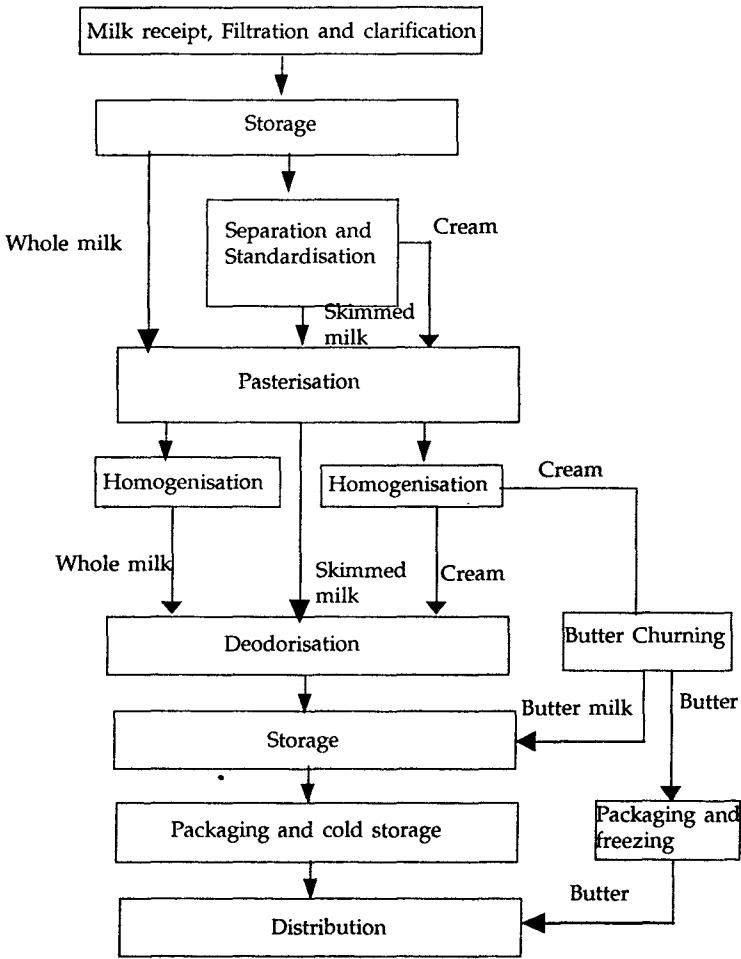 Milk receipt, Filtration and clarification
Storage
Whole milk
Separation and
Standardisation
Cream
Skimmed
milk
Pasterisation
Homogenisation
Homogenisation
Cream
Whole milk
Skimmed
milk
Cream
Deodorisation
Butter Churning
Butter milk
Butter
Storage
Packaging and cold storage
Packaging and
freezing
Butter
Distribution